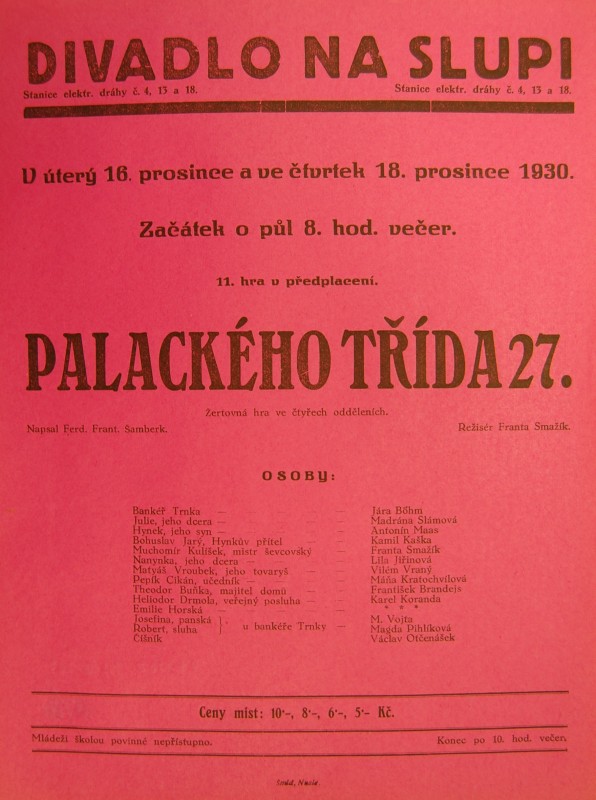 DIVADLO NA SLUPI
Stanice elektr. dráhy č. 4, 13 a 18. Stanice elektr. dráhy č. 4, 13 a 18.
V úterý 16. prosince a ve čtvrtek 18. prosince 1930.
Začátek o půl 8. hod. večer.
11. hra v předplacení.
PALACKÉHO TŘÍDA 27.
Žertovná hra ve čtyřech odděleních.
Napsal Ferd. Frant. Šamberk. Režisér Franta Smažík.
OSOBY:
Bankéř Trnka — — — Jára Böhm
Julie, jeho dcera — — — Madrána Slámová
Hynek, jeho syn — — — Antonín Maas
Bohuslav Jarý, Hynkův přítel — — Kamil Kaška
Muchomír Kulíšek, mistr ševcovský — — Franta Smažík
Nanynka, jeho dcera — — — Lila Jiřinová
Matyáš Vroubek, jeho tovaryš — — Vilém Vraný
Pepík Cikán, učedník — — — Máňa Kratochvílová
Theodor Buňka, majitel domů — — František Brandejs
Heliodor Drmola, veřejný posluha — — Karel Koranda
Emilie Horská — — — * * *
Josefina, panská } u bankéře Trnky — M. Vojta
Robert, sluha Magda Pihlíková
Číšník Václav Otčenášek
Ceny míst: 10·–, 8·–, 6·–, 5·– Kč.
Mládeži školou povinné nepřístupno. Konec po 10. hod. večer.
Šmíd, Nusle.